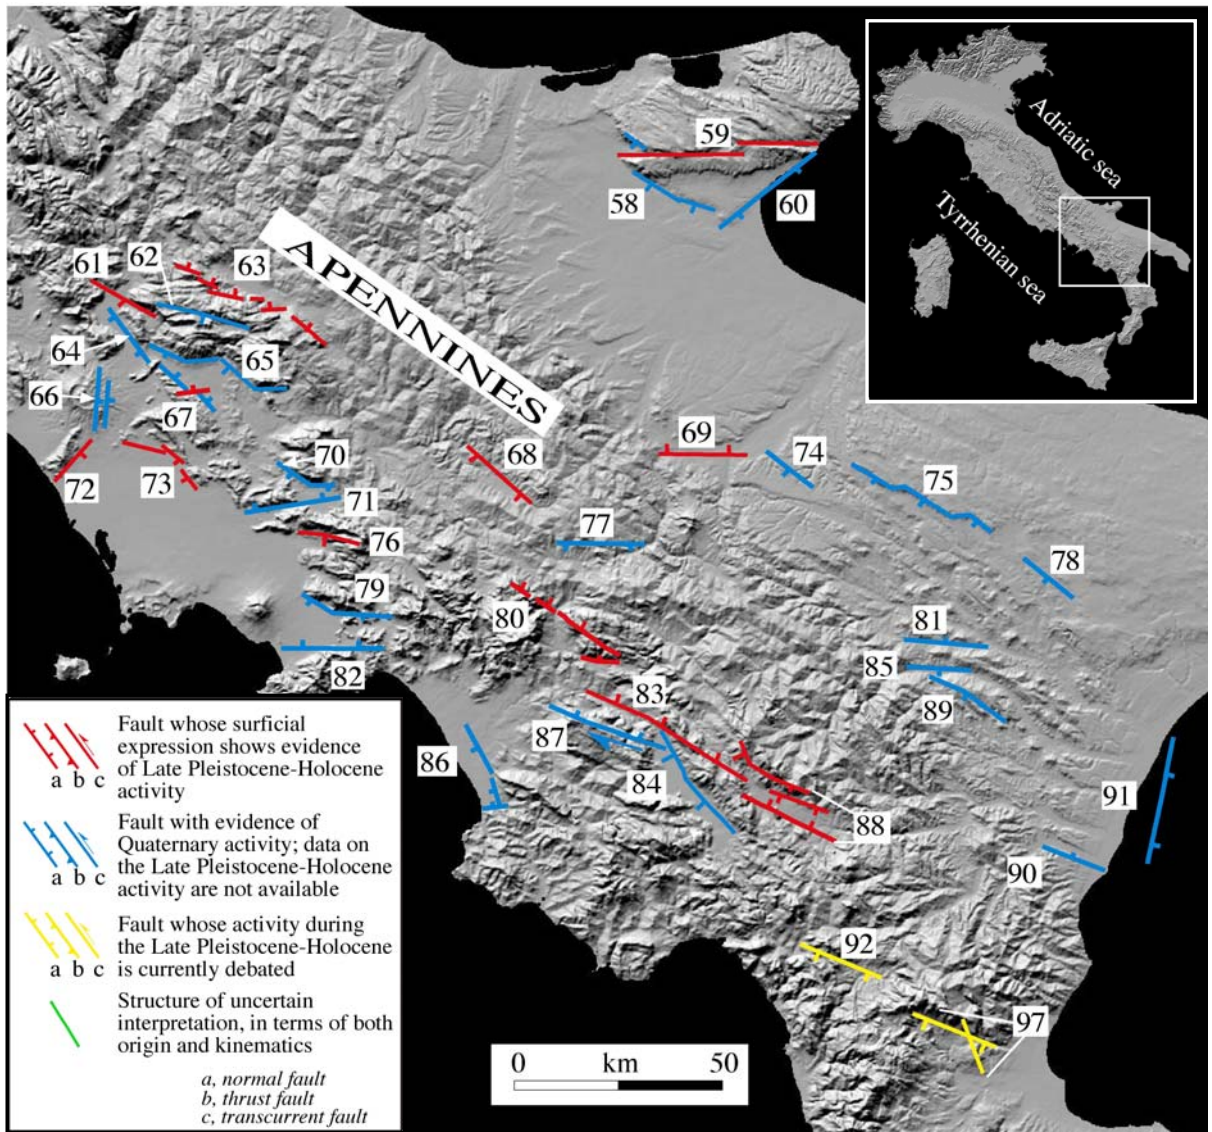 Adriatic sea
Tyrrhenian sea
APENNINES
59
58
60
61
62
63
64
65
66
67
68
69
70
71
72
73
74
75
76
77
78
79
80
81
82
83
84
85
86
87
88
89
90
91
92
97
Fault whose surficial
expression shows evidence
of Late Pleistocene-Holocene
activity
a b c
Fault with evidence of
Quaternary activity; data on
the Late Pleistocene-Holocene
activity are not available
a b c
Fault whose activity during
the Late Pleistocene-Holocene
is currently debated
a b c
Structure of uncertain
interpretation, in terms of both
origin and kinematics
a, normal fault
b, thrust fault
c, transcurrent fault
0 km 50